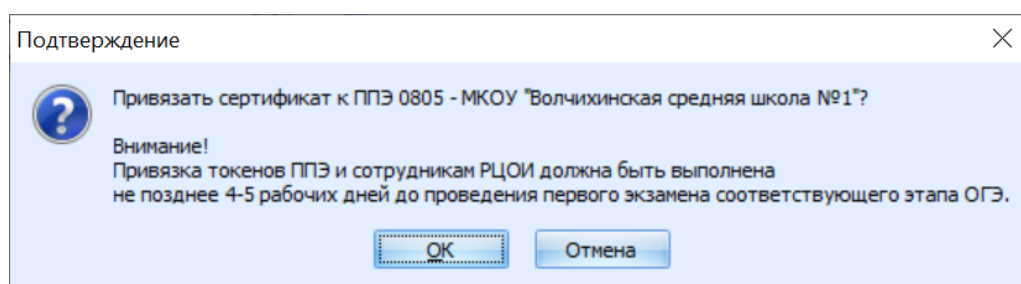 Подтверждение
Привязать сертификат к ППЭ 0805 - МКОУ "Волчихинская средняя школа №1"?
Внимание!
Привязка токенов ППЭ и сотрудникам РЦОИ должна быть выполнена
не позднее 4-5 рабочих дней до проведения первого экзамена соответствующего этапа ОГЭ.
OK Отмена